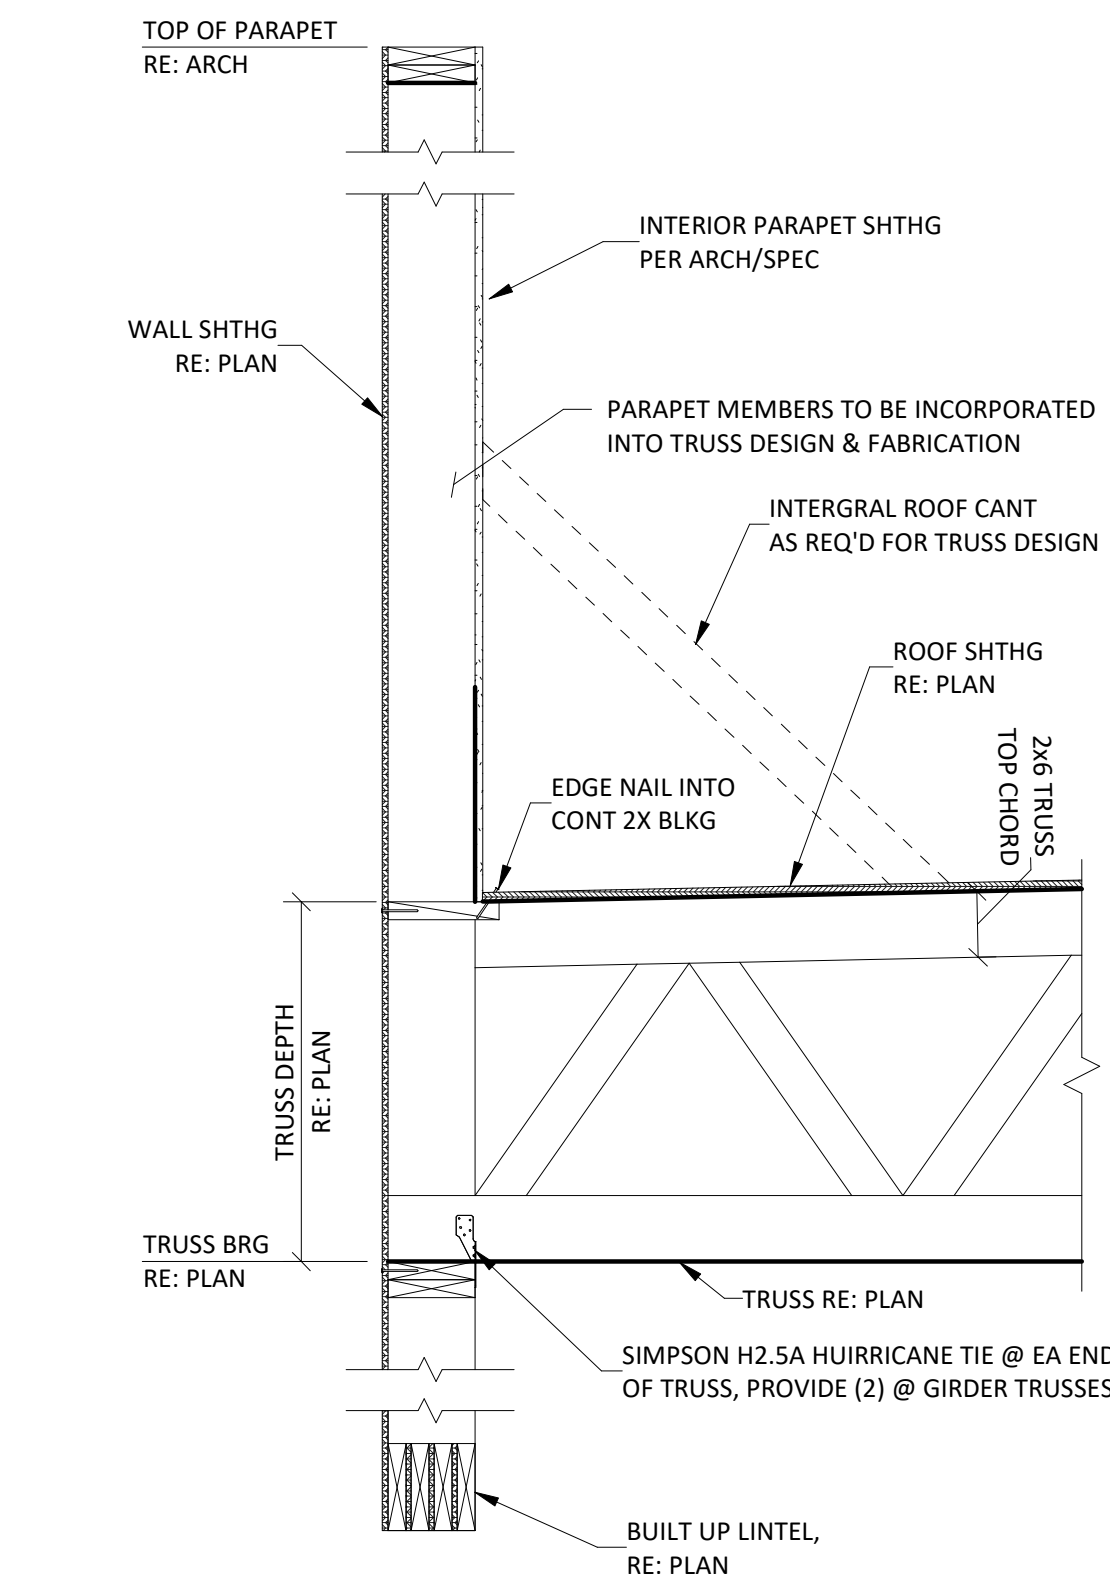 TOP OF PARAPET
RE: ARCH
INTERIOR PARAPET SHTHG
PER ARCH/SPEC
WALL SHTHG
RE: PLAN
PARAPET MEMBERS TO BE INCORPORATED
INTO TRUSS DESIGN & FABRICATION
INTERGRAL ROOF CANT
AS REQ'D FOR TRUSS DESIGN
ROOF SHTHG
RE: PLAN
2x6 TRUSS
TOP CHORD
EDGE NAIL INTO
CONT 2X BLKG
TRUSS DEPTH
RE: PLAN
TRUSS BRG
RE: PLAN
TRUSS RE: PLAN
SIMPSON H2.5A HUIRRICANE TIE @ EA END
OF TRUSS, PROVIDE (2) @ GIRDER TRUSSES
BUILT UP LINTEL,
RE: PLAN